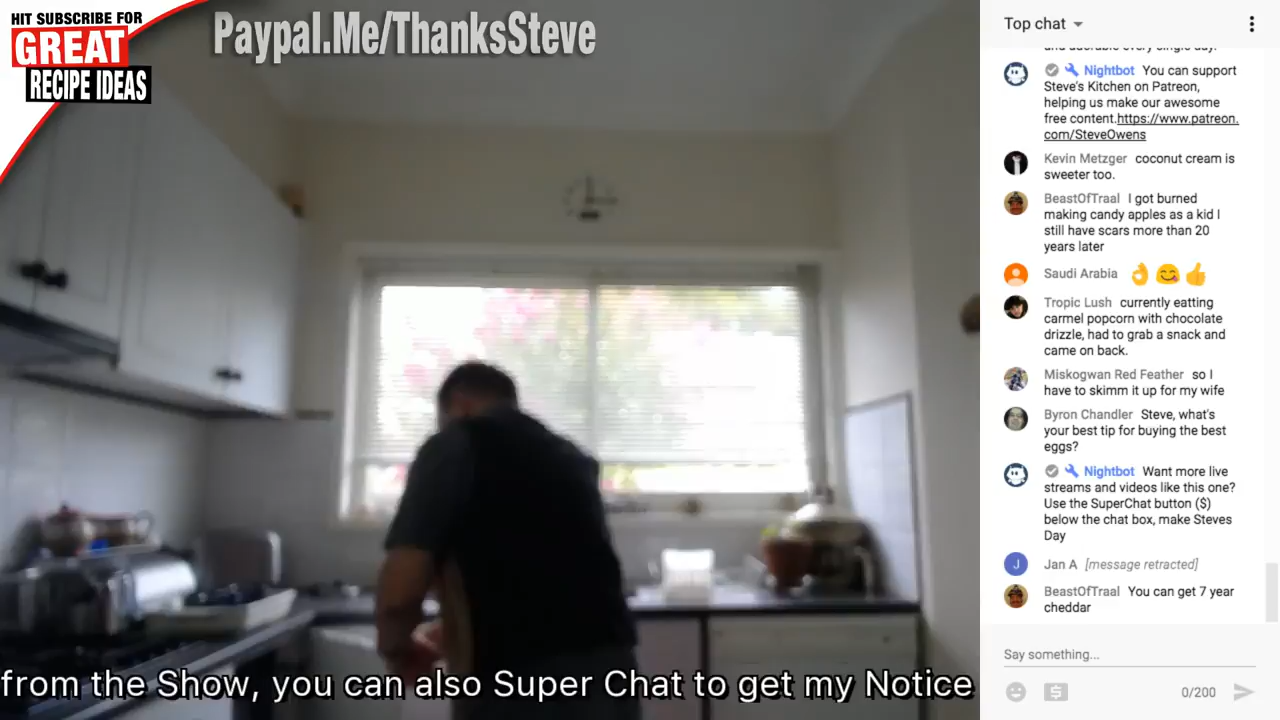 HIT SUBSCRIBE FOR
GREAT
RECIPE IDEAS
Paypal.Me/ThanksSteve
from the Show, you can also Super Chat to get my Notice
Top chat
and adorable every single day.
Nightbot You can support
Steve's Kitchen on Patreon,
helping us make our awesome
free content.https://www.patreon.
com/SteveOwens
Kevin Metzger coconut cream is
sweeter too.
BeastOfTraal I got burned
making candy apples as a kid I
still have scars more than 20
years later
Saudi Arabia 👌😋👍
Tropic Lush currently eatting
carmel popcorn with chocolate
drizzle, had to grab a snack and
came on back.
Miskogwan Red Feather so I
have to skimm it up for my wife
Byron Chandler Steve, what's
your best tip for buying the best
eggs?
Nightbot Want more live
streams and videos like this one?
Use the SuperChat button ($)
below the chat box, make Steves
Day
J Jan A [message retracted]
BeastOfTraal You can get 7 year
cheddar
Say something...
0/200